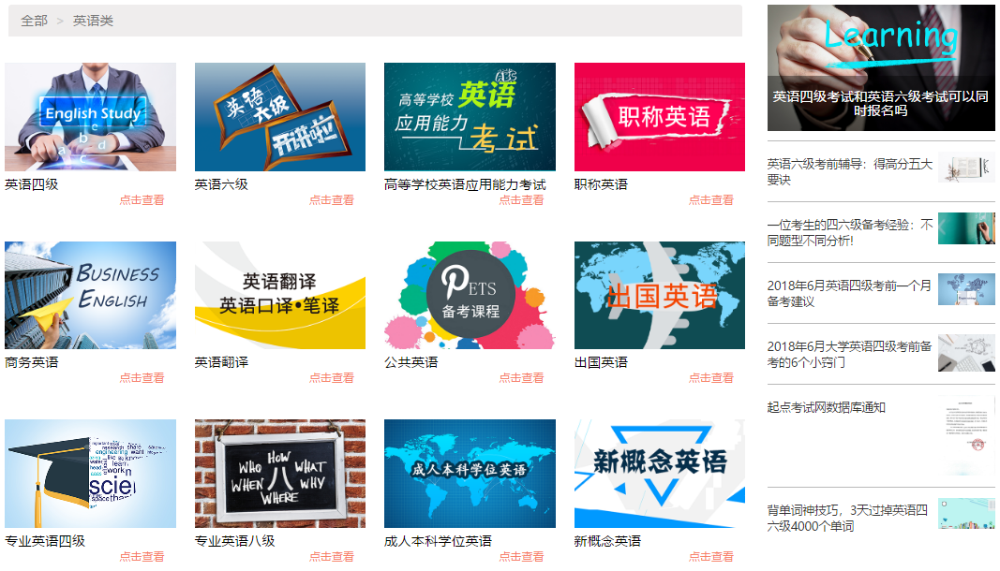 全部 > 英语类
English Study
英语四级
点击查看
英语六级
开讲啦
英语六级
点击查看
ABC
高等学校 英语
应用能力
考试
高等学校英语应用能力考试
点击查看
职称英语
职称英语
点击查看
BUSINESS
ENGLISH
商务英语
点击查看
英语翻译
英语口译•笔译
英语翻译
点击查看
PETS
备考课程
公共英语
点击查看
出国英语
出国英语
点击查看
专业英语四级
点击查看
WHO HOW WHAT
WHEN WHY
WHERE
专业英语八级
点击查看
成人本科学位英语
成人本科学位英语
点击查看
新概念英语
新概念英语
点击查看
Learning
英语四级考试和英语六级考试可以同
时报名吗
英语六级考前辅导：得高分五大
要诀
一位考生的四六级备考经验：不
同题型不同分析!
2018年6月英语四级考前一个月
备考建议
2018年6月大学英语四级考前备
考的6个小窍门
起点考试网数据库通知
背单词神技巧，3天过掉英语四
六级4000个单词